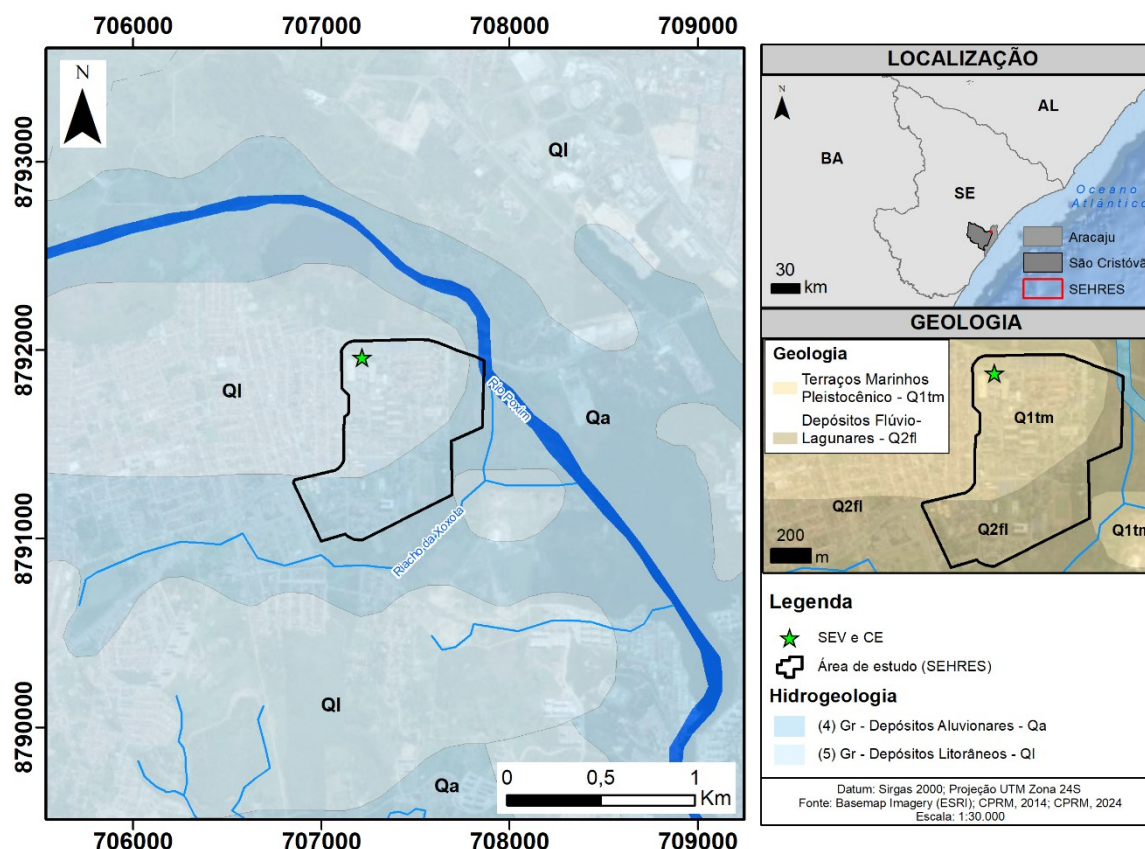 706000 707000 708000 709000
N
8793000
8792000
8791000
8790000
Ql
Ql
Qa
Rio Poxim
Riacho da Xoxota
Ql
Qa
0 0,5 1
Km
706000 707000 708000 709000
LOCALIZAÇÃO
N
AL
BA
SE
Oceano
Atlântico
Aracaju
São Cristóvã
SEHRES
30
km
GEOLOGIA
Geologia
Terraços Marinhos
Pleistocênico - Q1tm
Depósitos Flúvio-
Lagunares - Q2fl
Q1tm
Q2fl
Q2fl
Q1tm
200
m
Legenda
SEV e CE
Área de estudo (SEHRES)
Hidrogeologia
(4) Gr - Depósitos Aluvionares - Qa
(5) Gr - Depósitos Litorâneos - Ql
Datum: Sirgas 2000; Projeção UTM Zona 24S
Fonte: Basemap Imagery (ESRI); CPRM, 2014; CPRM, 2024
Escala: 1:30.000